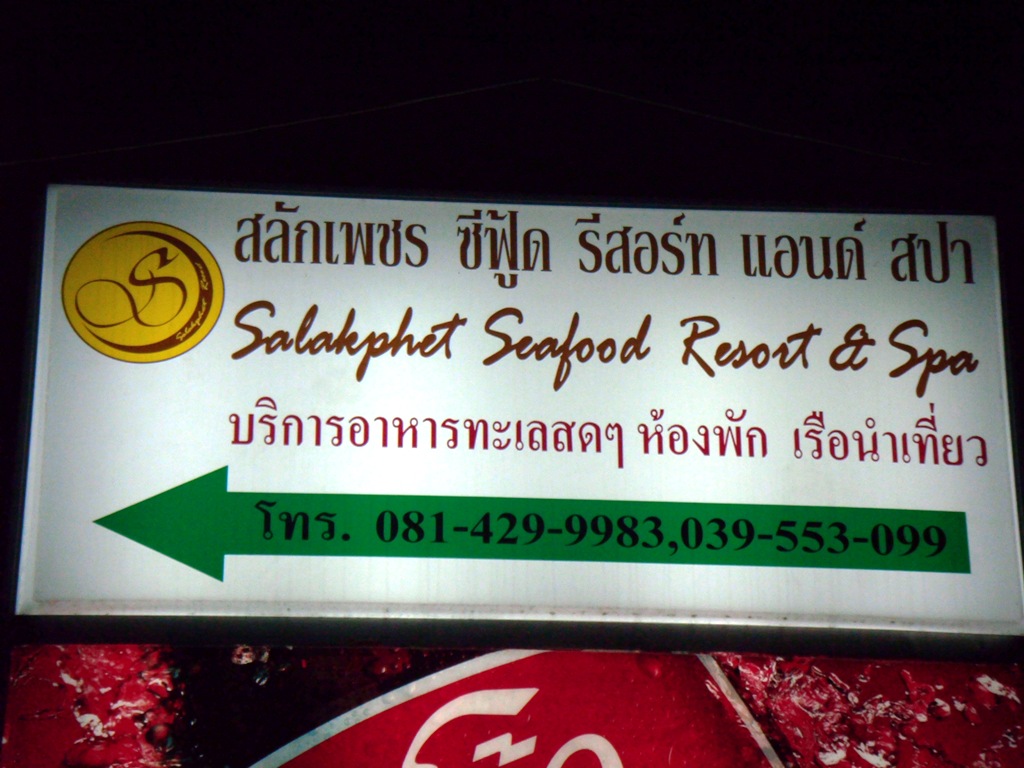 สลักเพชร ซีฟู้ด รีสอร์ท แอนด์ สปา
Salakphet Seafood Resort & Spa
บริการอาหารทะเลสดๆ ห้องพัก เรือนำเที่ยว
โทร. 081-429-9983,039-553-099
S
Salakphet Resort